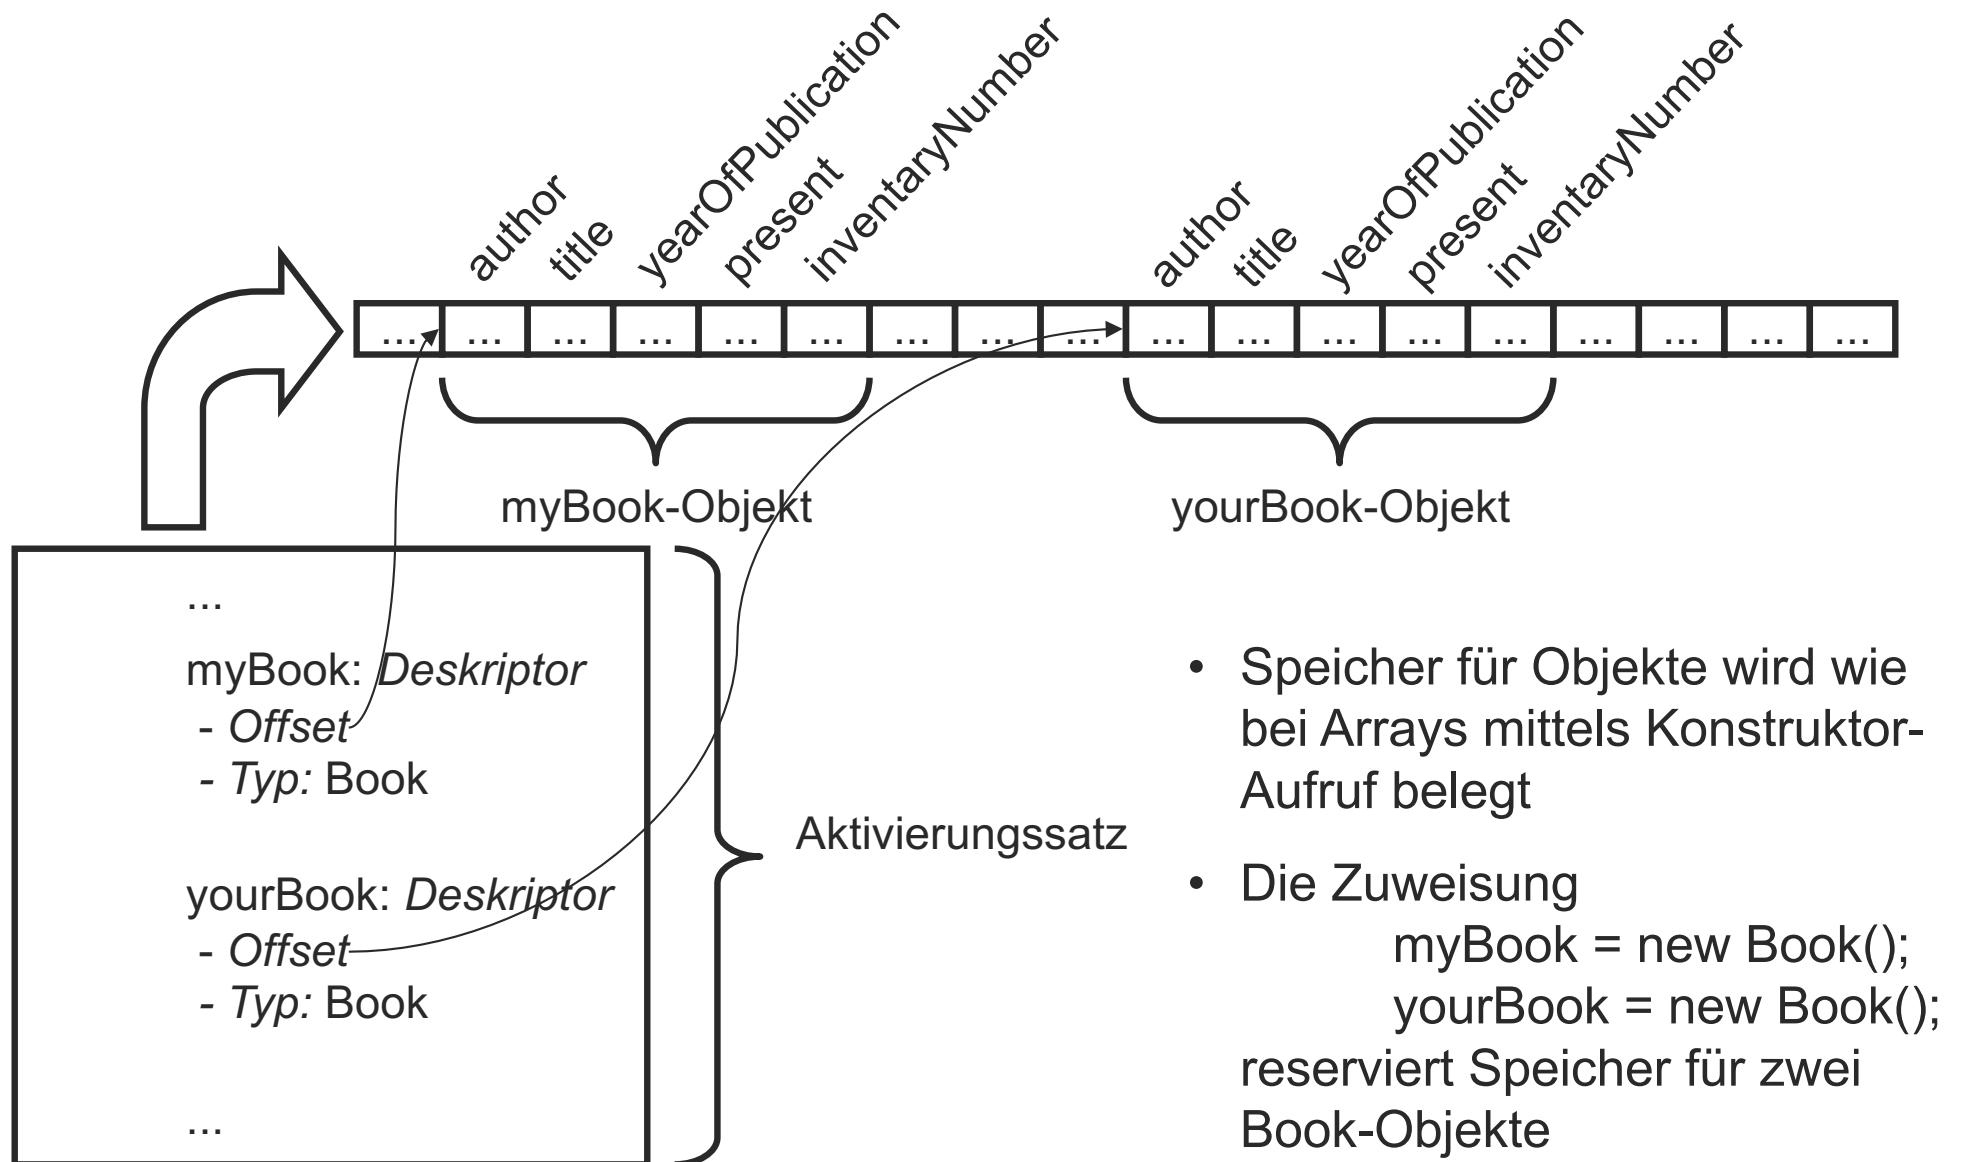 author title yearOfPublication present inventaryNumber author title yearOfPublication present inventaryNumber
... ... ... ... ... ... ... ... ... ... ... ... ... ... ... ... ... ...
myBook-Objekt yourBook-Objekt
...
myBook: Deskriptor
- Offset
- Typ: Book
yourBook: Deskriptor
- Offset
- Typ: Book
...
Aktivierungssatz
• Speicher für Objekte wird wie
bei Arrays mittels Konstruktor-
Aufruf belegt
• Die Zuweisung
myBook = new Book();
yourBook = new Book();
reserviert Speicher für zwei
Book-Objekte